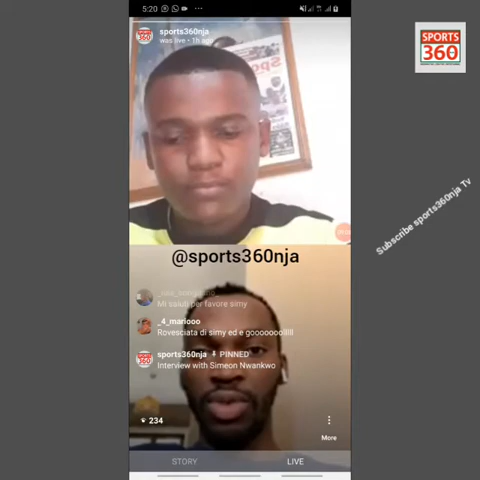 5:20
sports360nja
was live • 1h ago
SPORTS
360
Subscribe sports360nja Tv
@sports360nja
Mi saluti per favore simy
_4_mariooo
Rovesciata di simy ed e gooooooollllll
sports360nja PINNED
Interview with Simeon Nwankwo
234
More
STORY
LIVE